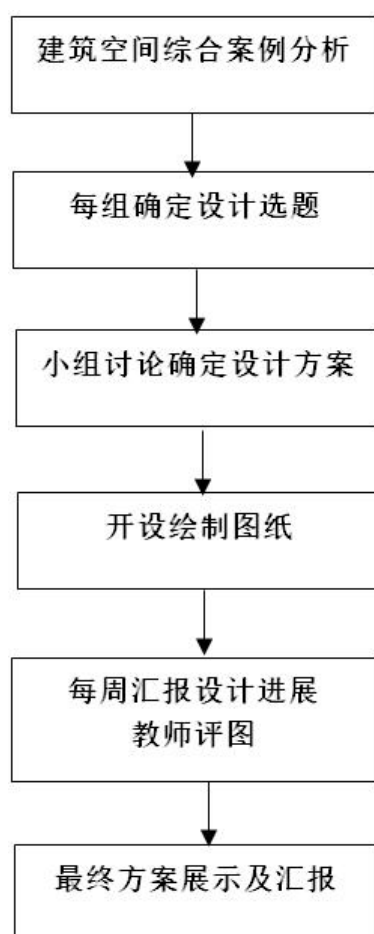 建筑空间综合案例分析
每组确定设计选题
小组讨论确定设计方案
开设绘制图纸
每周汇报设计进展
教师评图
最终方案展示及汇报